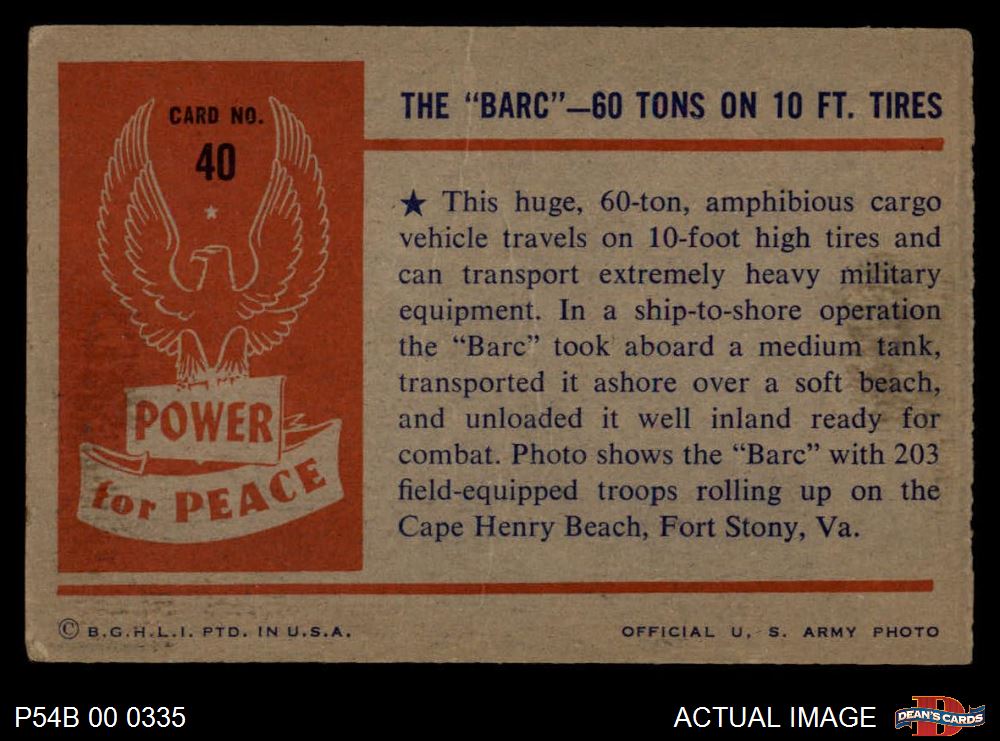 CARD NO.
40
POWER
for PEACE
THE “BARC”—60 TONS ON 10 FT. TIRES
★ This huge, 60-ton, amphibious cargo
vehicle travels on 10-foot high tires and
can transport extremely heavy military
equipment. In a ship-to-shore operation
the “Barc” took aboard a medium tank,
transported it ashore over a soft beach,
and unloaded it well inland ready for
combat. Photo shows the “Barc” with 203
field-equipped troops rolling up on the
Cape Henry Beach, Fort Stony, Va.
© B.G.H.L.I. PTD. IN U.S.A.
OFFICIAL U. S. ARMY PHOTO
P54B 00 0335
ACTUAL IMAGE
D
DEAN'S CARDS